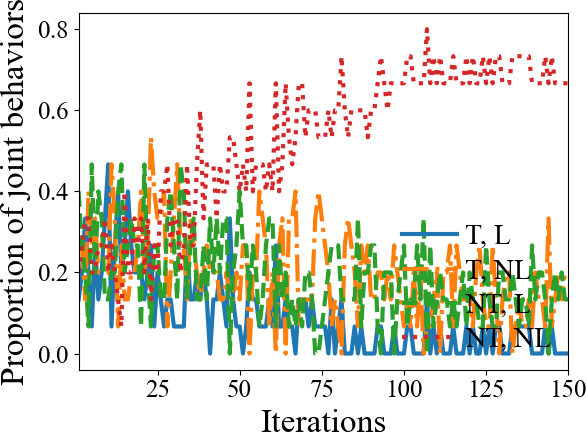 Proportion of joint behaviors
0.8
0.6
0.4
0.2
0.0
T, L
T, NL
NT, L
NT, NL
25
50
75
100
125
150
Iterations